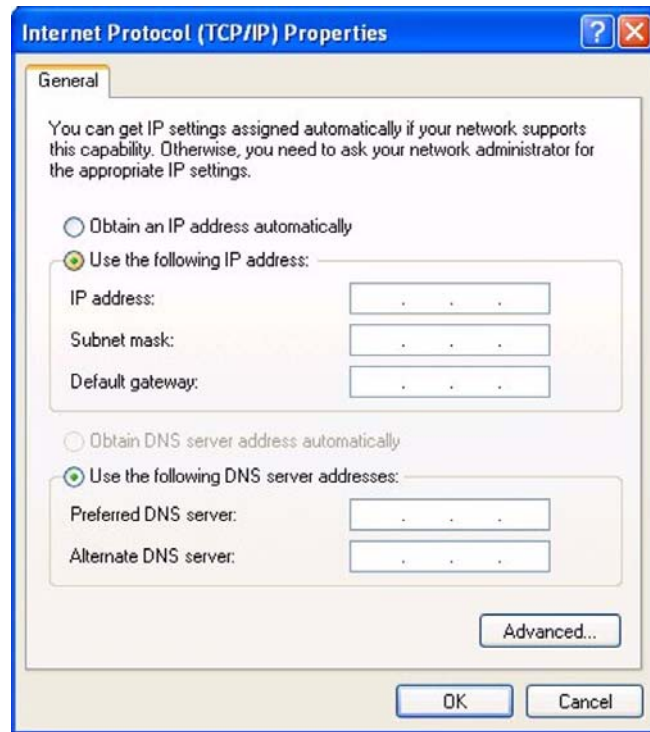 Internet Protocol (TCP/IP) Properties
General
You can get IP settings assigned automatically if your network supports
this capability. Otherwise, you need to ask your network administrator for
the appropriate IP settings.
Obtain an IP address automatically
Use the following IP address:
IP address:
Subnet mask:
Default gateway:
Obtain DNS server address automatically
Use the following DNS server addresses:
Preferred DNS server:
Alternate DNS server:
Advanced...
OK Cancel